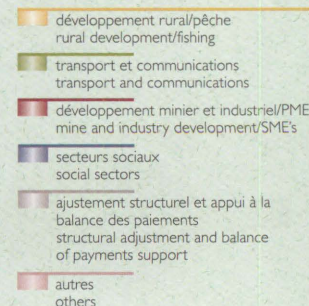 développement rural/pêche
rural development/fishing
transport et communications
transport and communications
développement minier et industriel/PME
mine and industry development/SME's
secteurs sociaux
social sectors
ajustement structurel et appui à la
balance des paiements
structural adjustment and balance
of payments support
autres
others